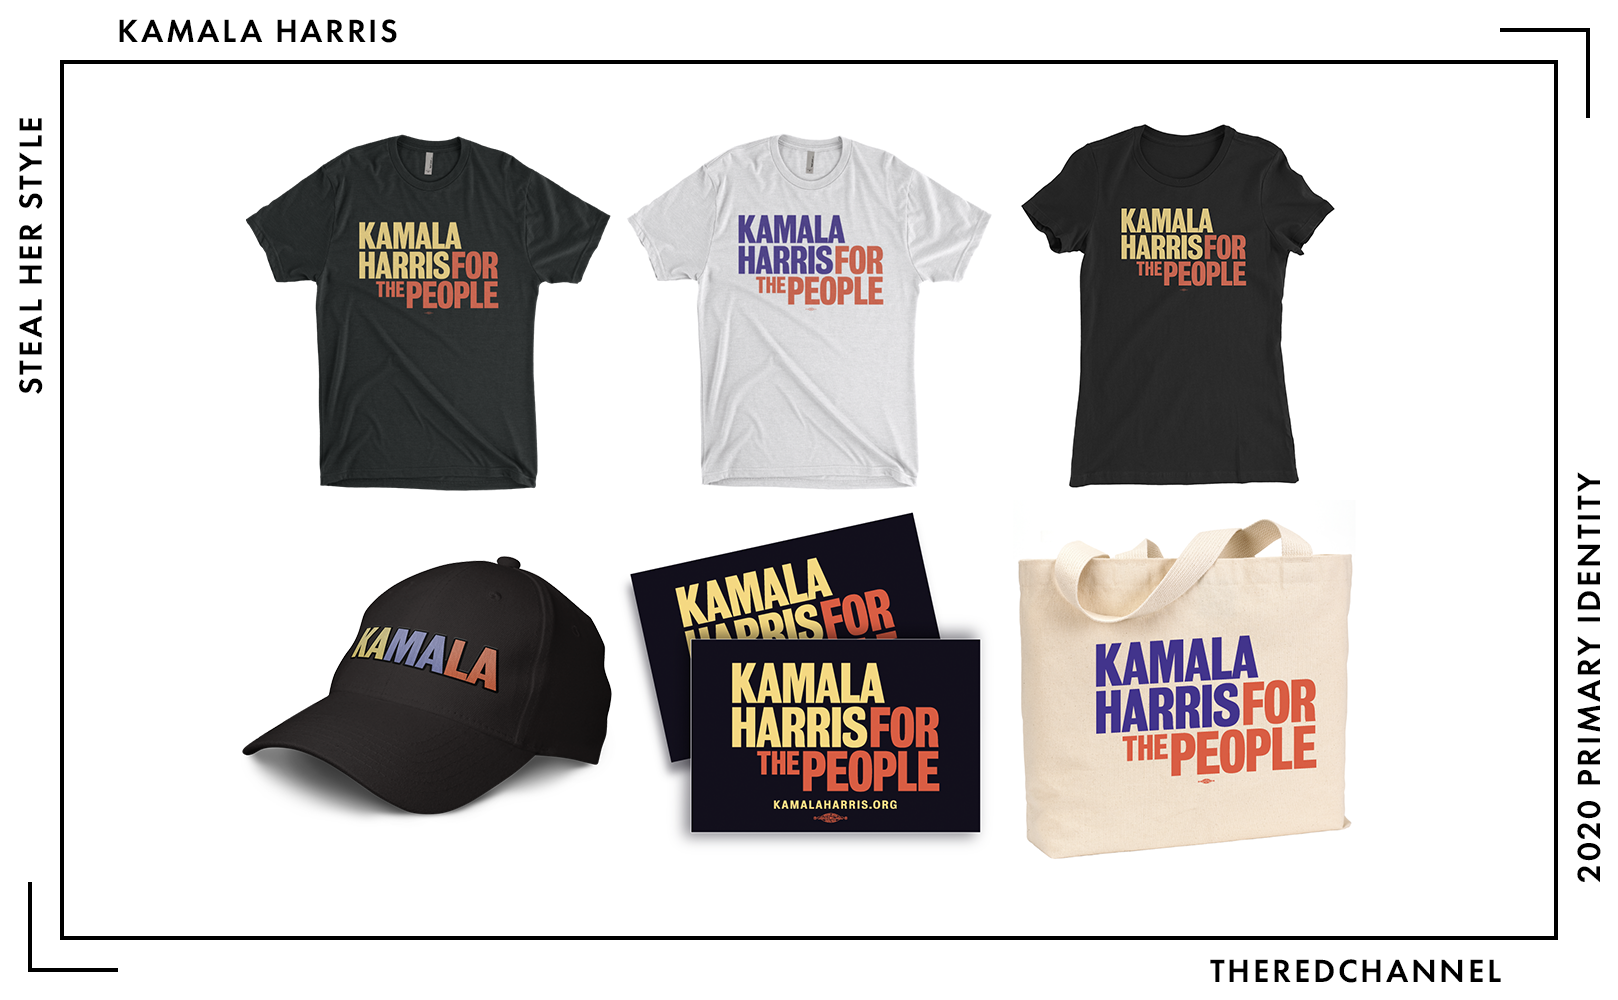 KAMALA HARRIS
STEAL HER STYLE
KAMALA
HARRIS FOR
THE PEOPLE
KAMALA
HARRIS FOR
THE PEOPLE
KAMALA
HARRIS FOR
THE PEOPLE
KAMALA
KAMALA
HARRIS FOR
KAMALA
HARRIS FOR
THE PEOPLE
KAMALAHARRIS.ORG
KAMALA
HARRIS FOR
THE PEOPLE
2020 PRIMARY IDENTITY
THEREDCHANNEL